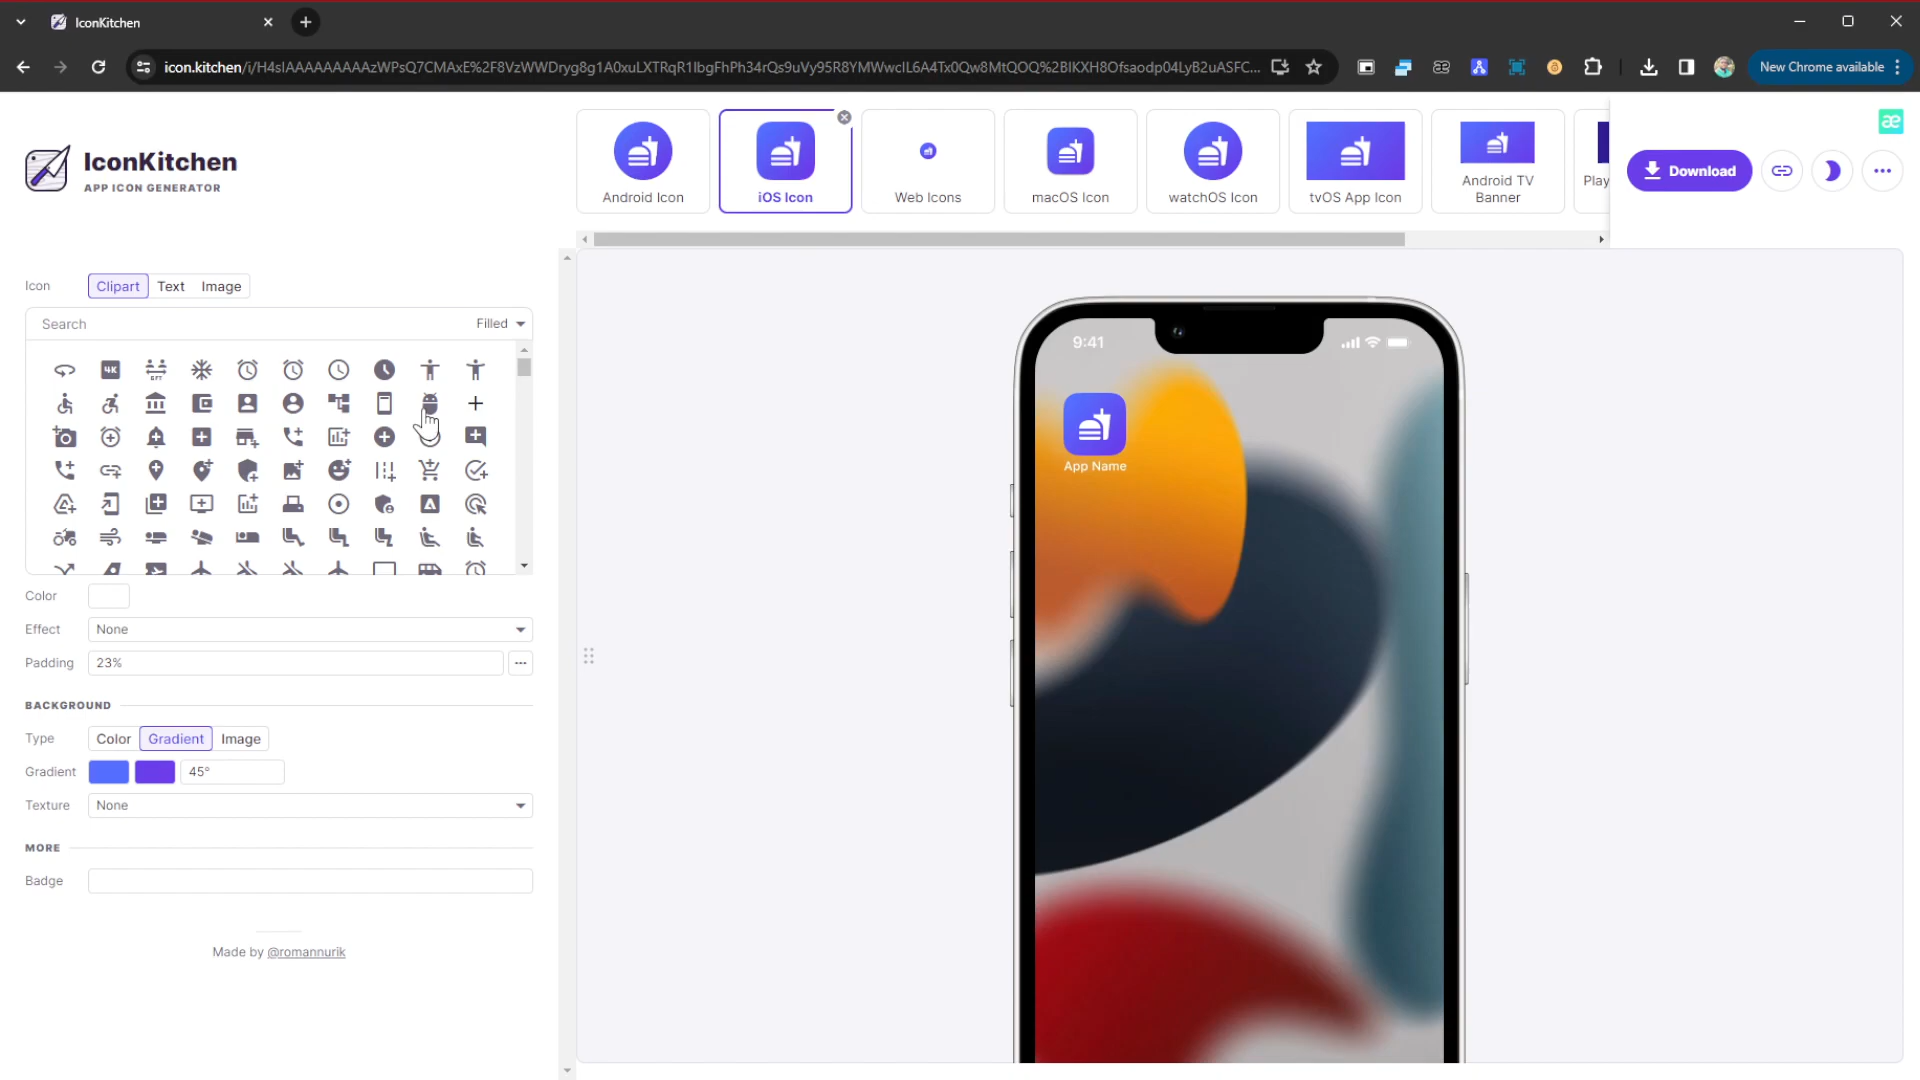 IconKitchen
icon.kitchen/i/H4sIAAAAAAAAAzWPsQ7CMAxE%2F8VzWWDryg8g1A0xuLXTRqR1IbgFhPh34rQs9uVy95R8YMWwcIL6A4Tx0Qw8MtQOQ%2BIKXH8Ofsaodp04LyB2uASFC...
New Chrome available
IconKitchen
APP ICON GENERATOR
Android Icon
iOS Icon
Web Icons
macOS Icon
watchOS Icon
tvOS App Icon
Android TV
Banner
Play
Download
æ
Icon
Clipart
Text
Image
Search
Filled
4K
6FT
Color
Effect
None
Padding
23%
BACKGROUND
Type
Color
Gradient
Image
Gradient
45°
Texture
None
MORE
Badge
Made by @romannurik
9:41
App Name